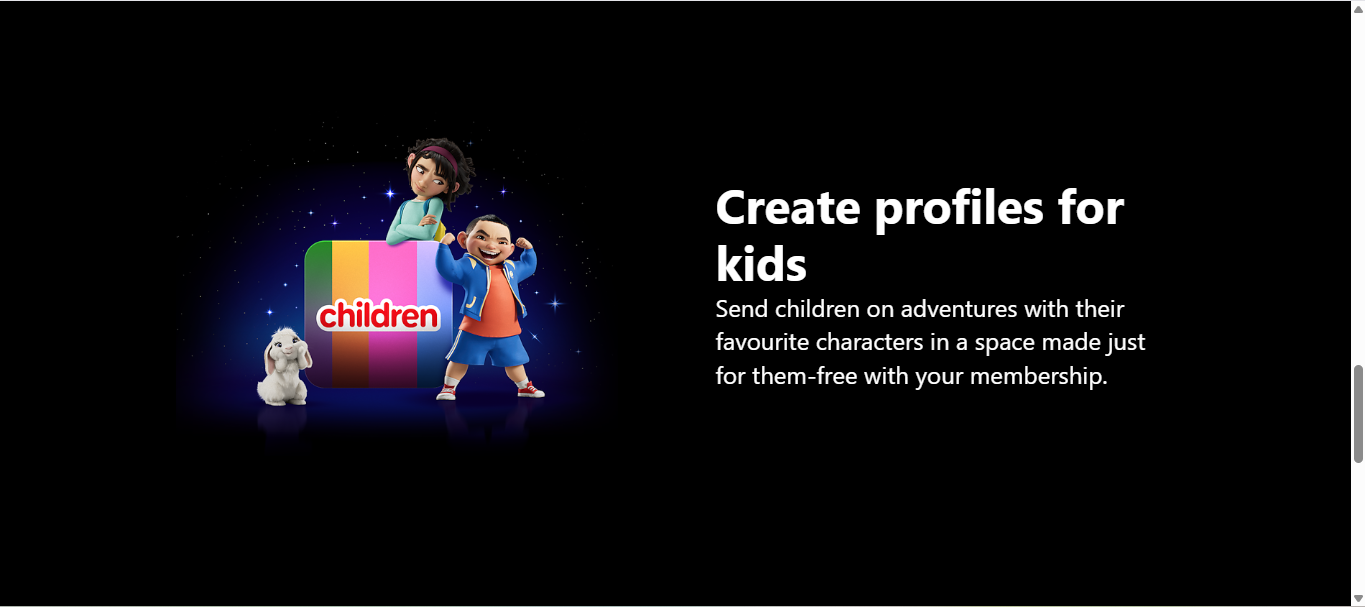 children
Create profiles for
kids
Send children on adventures with their
favourite characters in a space made just
for them-free with your membership.